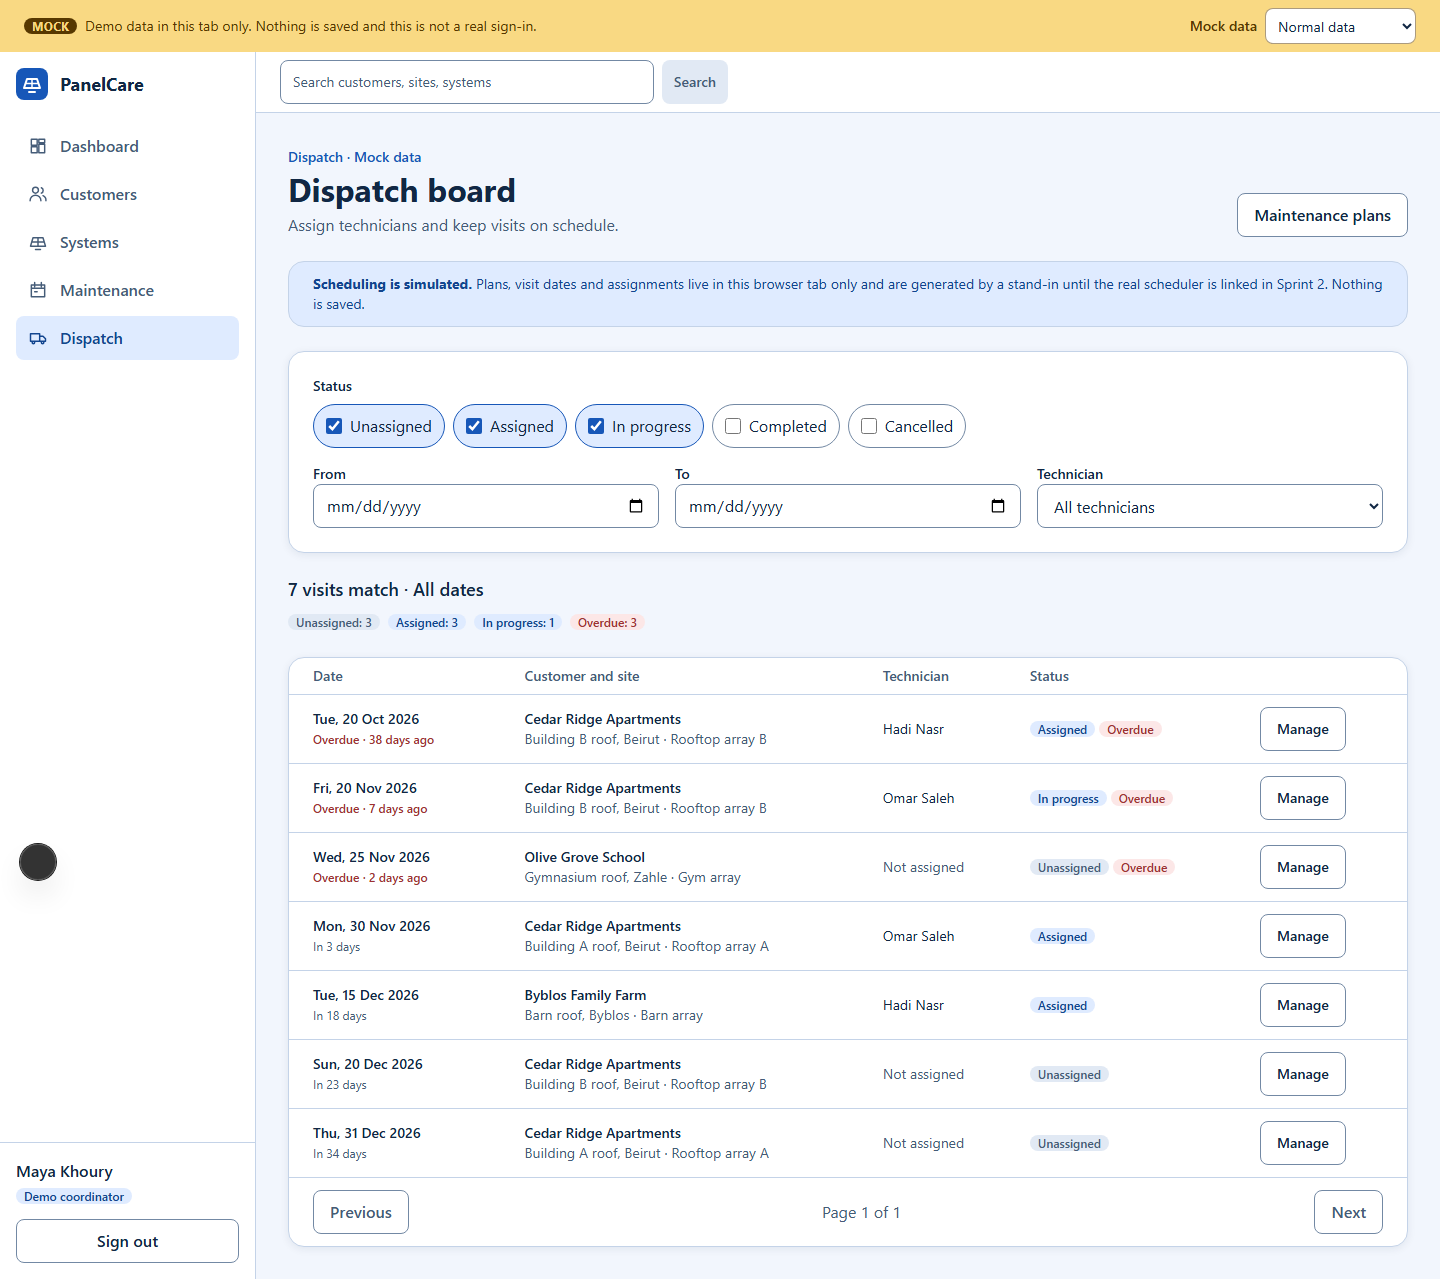 MOCK Demo data in this tab only. Nothing is saved and this is not a real sign-in.
Mock data Normal data
PanelCare
Search customers, sites, systems Search
Dashboard
Customers
Systems
Maintenance
Dispatch
Dispatch · Mock data
Dispatch board
Assign technicians and keep visits on schedule.
Maintenance plans
Scheduling is simulated. Plans, visit dates and assignments live in this browser tab only and are generated by a stand-in until the real scheduler is linked in Sprint 2. Nothing
is saved.
Status
Unassigned Assigned In progress Completed Cancelled
From To Technician
mm/dd/yyyy mm/dd/yyyy All technicians
7 visits match · All dates
Unassigned: 3 Assigned: 3 In progress: 1 Overdue: 3
Date Customer and site Technician Status
Tue, 20 Oct 2026 Cedar Ridge Apartments
Hadi Nasr Assigned Overdue Manage
Overdue · 38 days ago Building B roof, Beirut · Rooftop array B
Fri, 20 Nov 2026 Cedar Ridge Apartments
Omar Saleh In progress Overdue Manage
Overdue · 7 days ago Building B roof, Beirut · Rooftop array B
Wed, 25 Nov 2026 Olive Grove School
Not assigned Unassigned Overdue Manage
Overdue · 2 days ago Gymnasium roof, Zahle · Gym array
Mon, 30 Nov 2026 Cedar Ridge Apartments
Omar Saleh Assigned Manage
In 3 days Building A roof, Beirut · Rooftop array A
Tue, 15 Dec 2026 Byblos Family Farm
Hadi Nasr Assigned Manage
In 18 days Barn roof, Byblos · Barn array
Sun, 20 Dec 2026 Cedar Ridge Apartments
Not assigned Unassigned Manage
In 23 days Building B roof, Beirut · Rooftop array B
Thu, 31 Dec 2026 Cedar Ridge Apartments
Not assigned Unassigned Manage
In 34 days Building A roof, Beirut · Rooftop array A
Previous Page 1 of 1 Next
Maya Khoury
Demo coordinator
Sign out